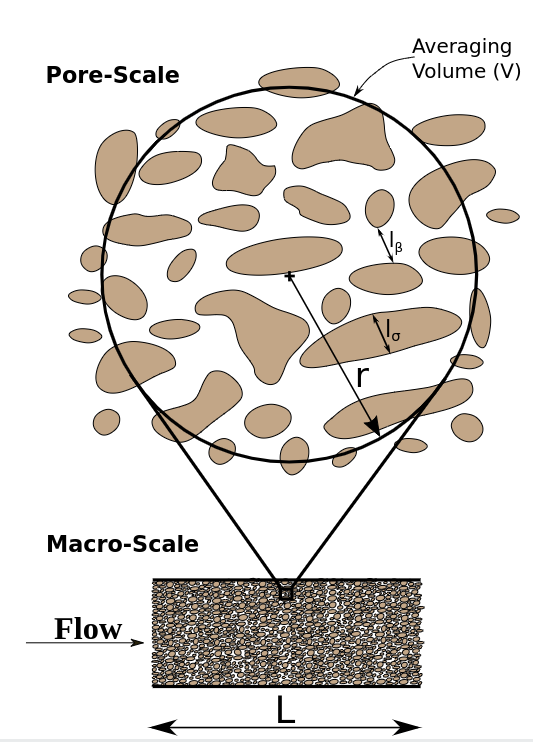 Averaging
Volume (V)
Pore-Scale
lβ
lσ
r
Macro-Scale
Flow
L